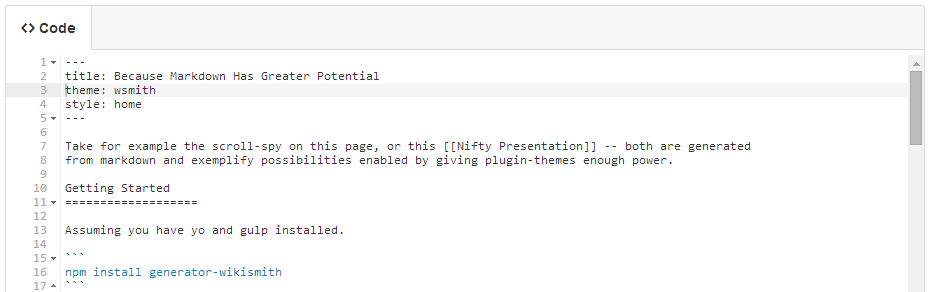 <> Code
1 ---
2 title: Because Markdown Has Greater Potential
3 theme: wsmith
4 style: home
5 ---
6
7 Take for example the scroll-spy on this page, or this [[Nifty Presentation]] -- both are generated
8 from markdown and exemplify possibilities enabled by giving plugin-themes enough power.
9
10 Getting Started
11 ===================
12
13 Assuming you have yo and gulp installed.
14
15 ```
16 npm install generator-wikismith
17 ```